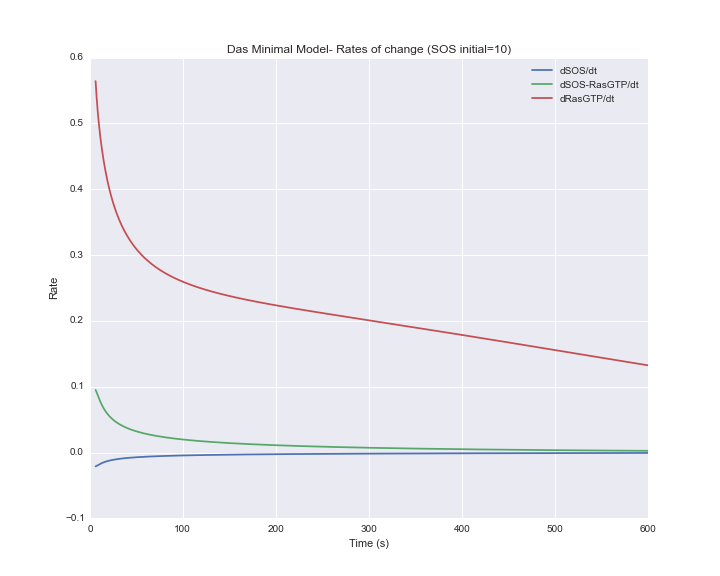 Das Minimal Model- Rates of change (SOS initial=10)
dSOS/dt
dSOS-RasGTP/dt
dRasGTP/dt
0.6
0.5
0.4
0.3
0.2
0.1
0.0
−0.1
Rate
0 100 200 300 400 500 600
Time (s)